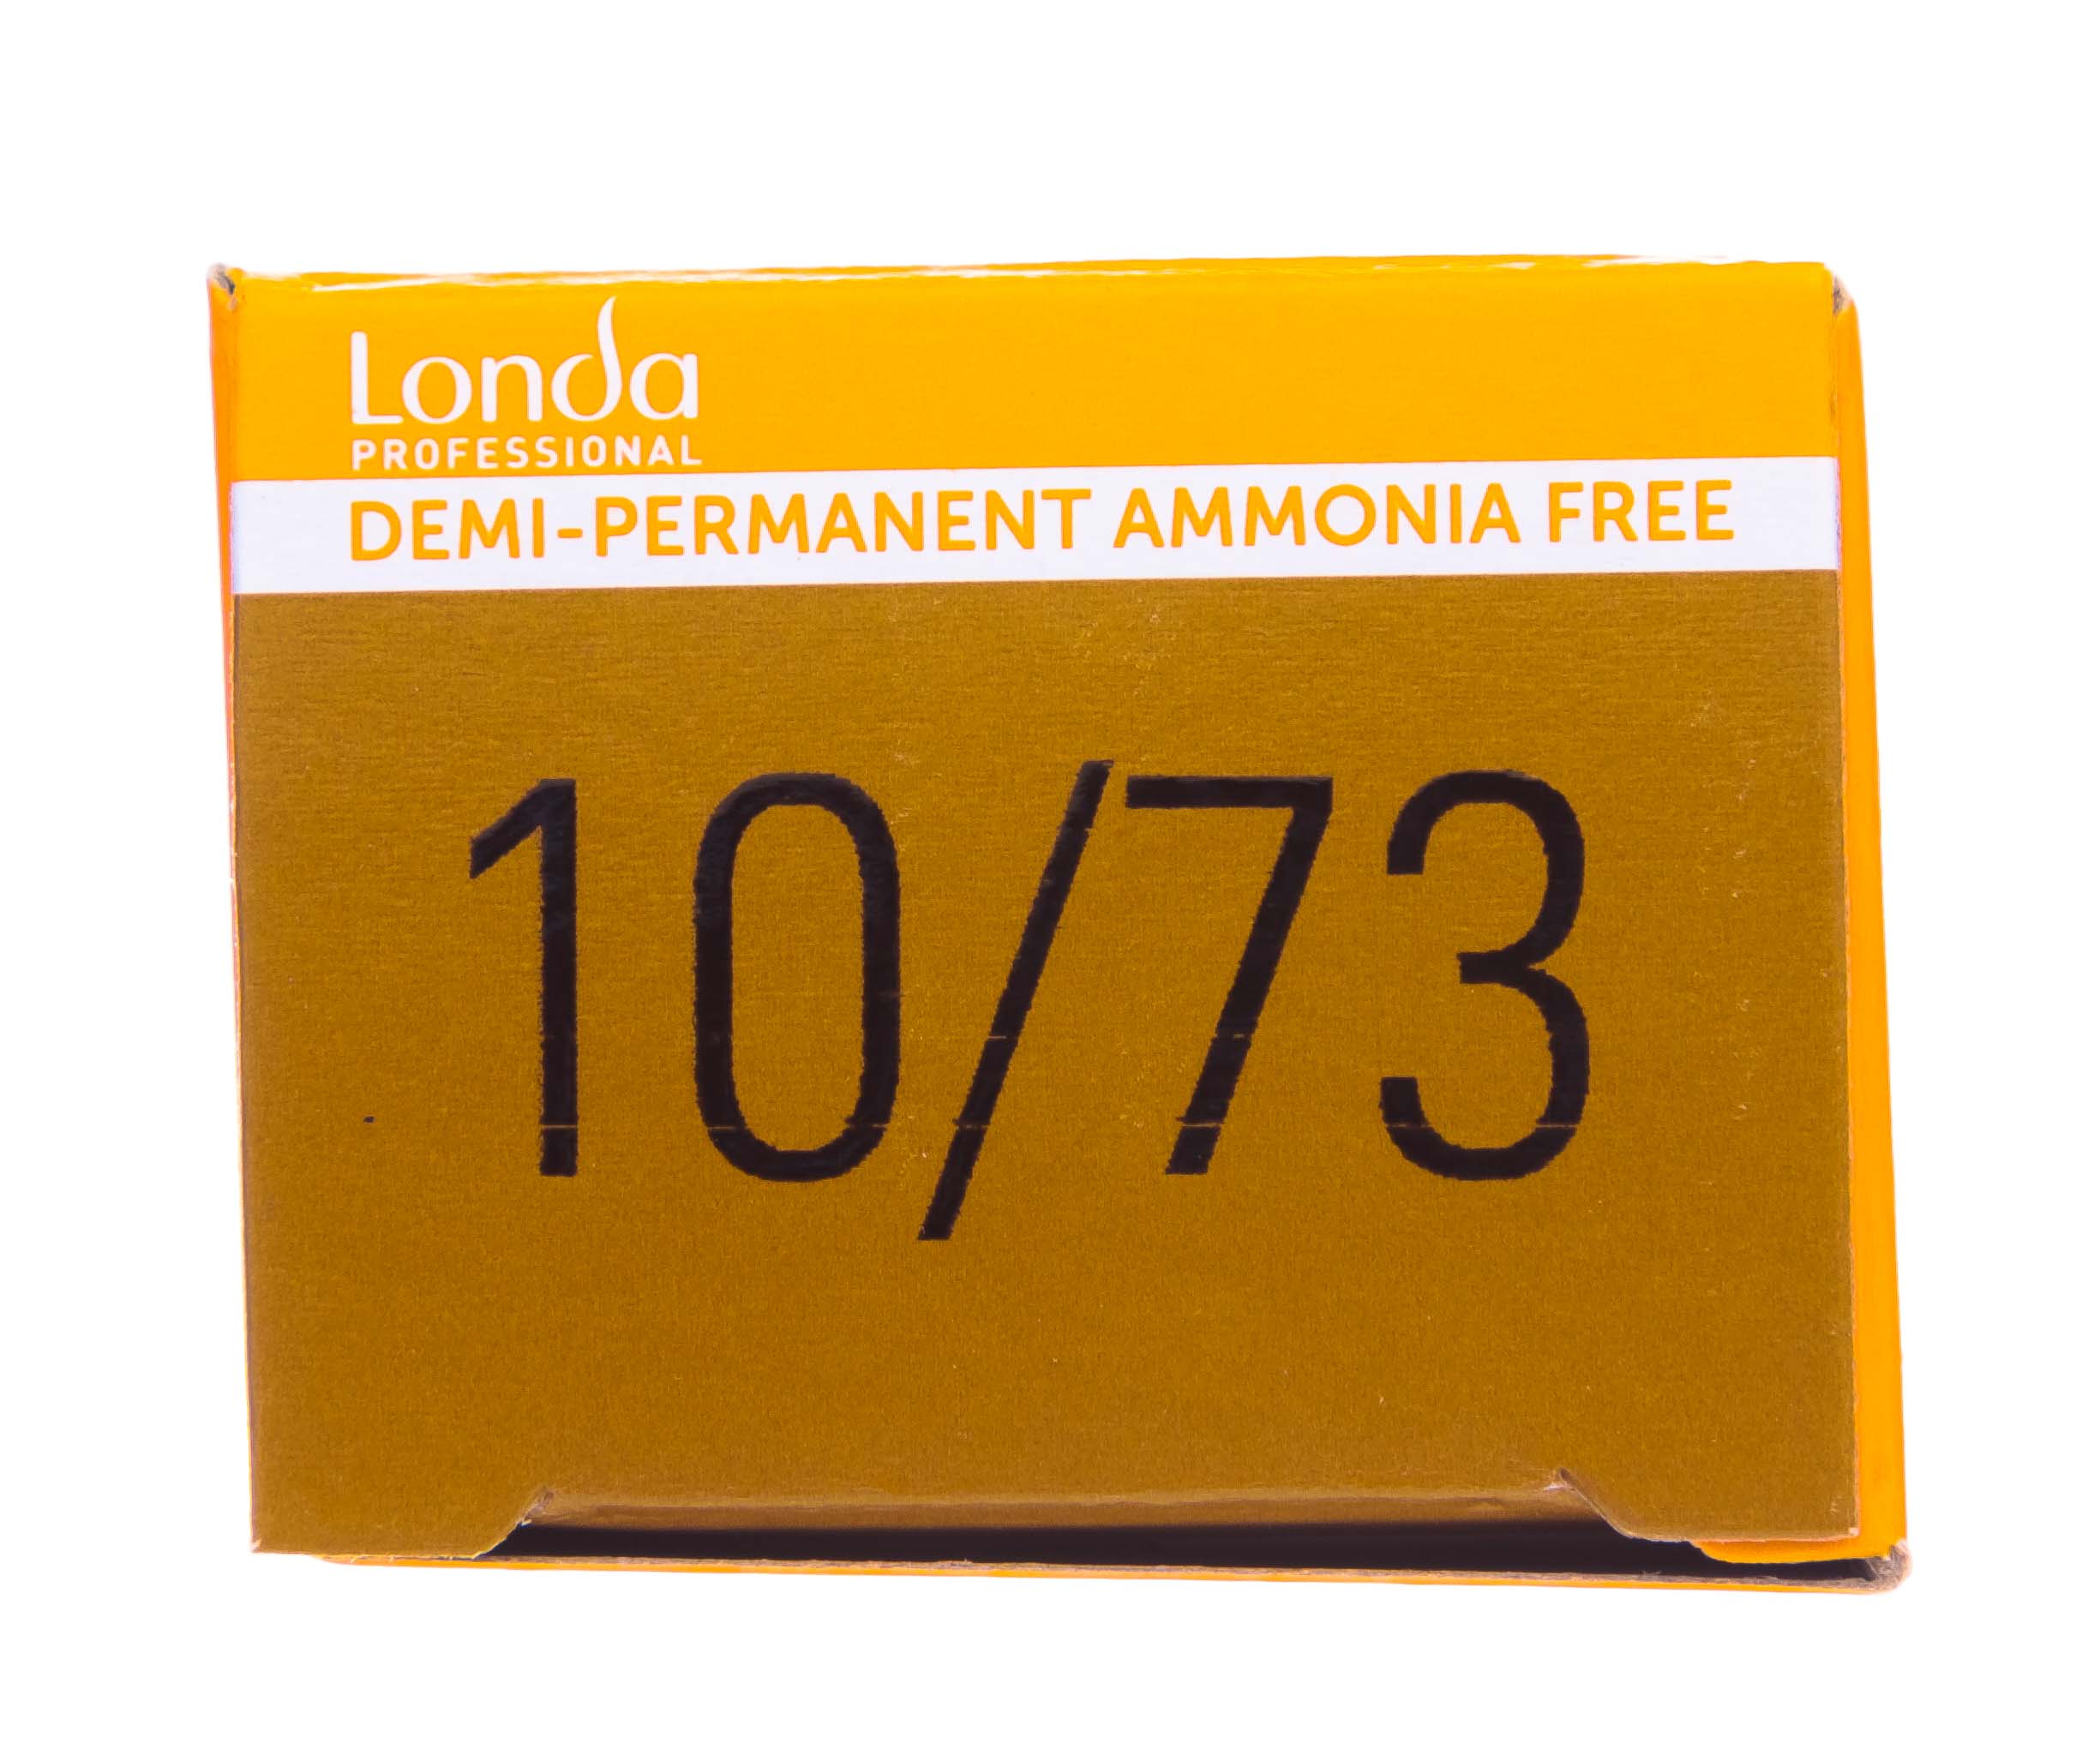 Londa
PROFESSIONAL
DEMI-PERMANENT AMMONIA FREE
10/73